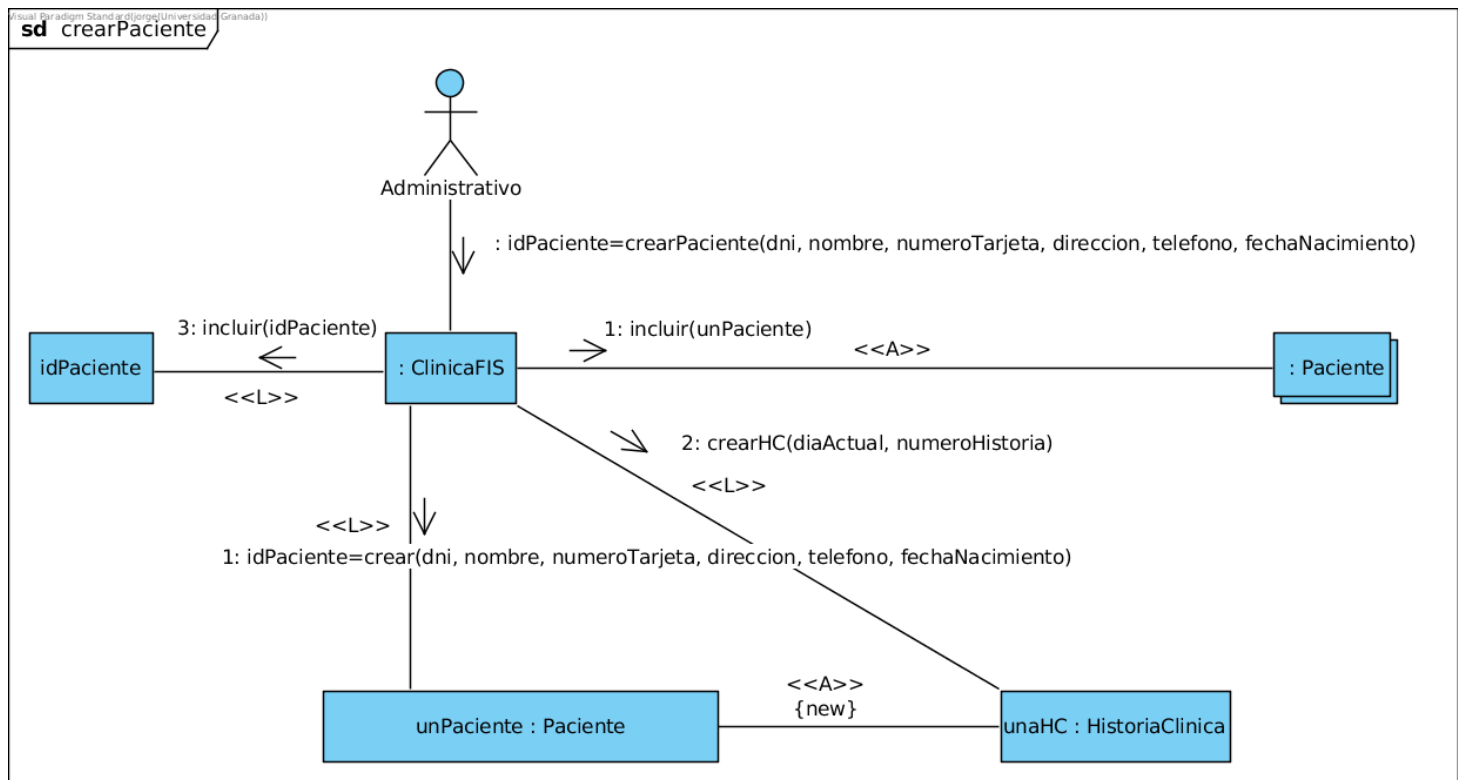 Visual Paradigm Standard(jorge(Universidad Granada))
sd crearPaciente
Administrativo
: idPaciente=crearPaciente(dni, nombre, numeroTarjeta, direccion, telefono, fechaNacimiento)
3: incluir(idPaciente)
1: incluir(unPaciente)
<<A>>
idPaciente
: ClinicaFIS
: Paciente
<<L>>
2: crearHC(diaActual, numeroHistoria)
<<L>>
<<L>>
1: idPaciente=crear(dni, nombre, numeroTarjeta, direccion, telefono, fechaNacimiento)
<<A>>
{new}
unPaciente : Paciente
unaHC : HistoriaClinica